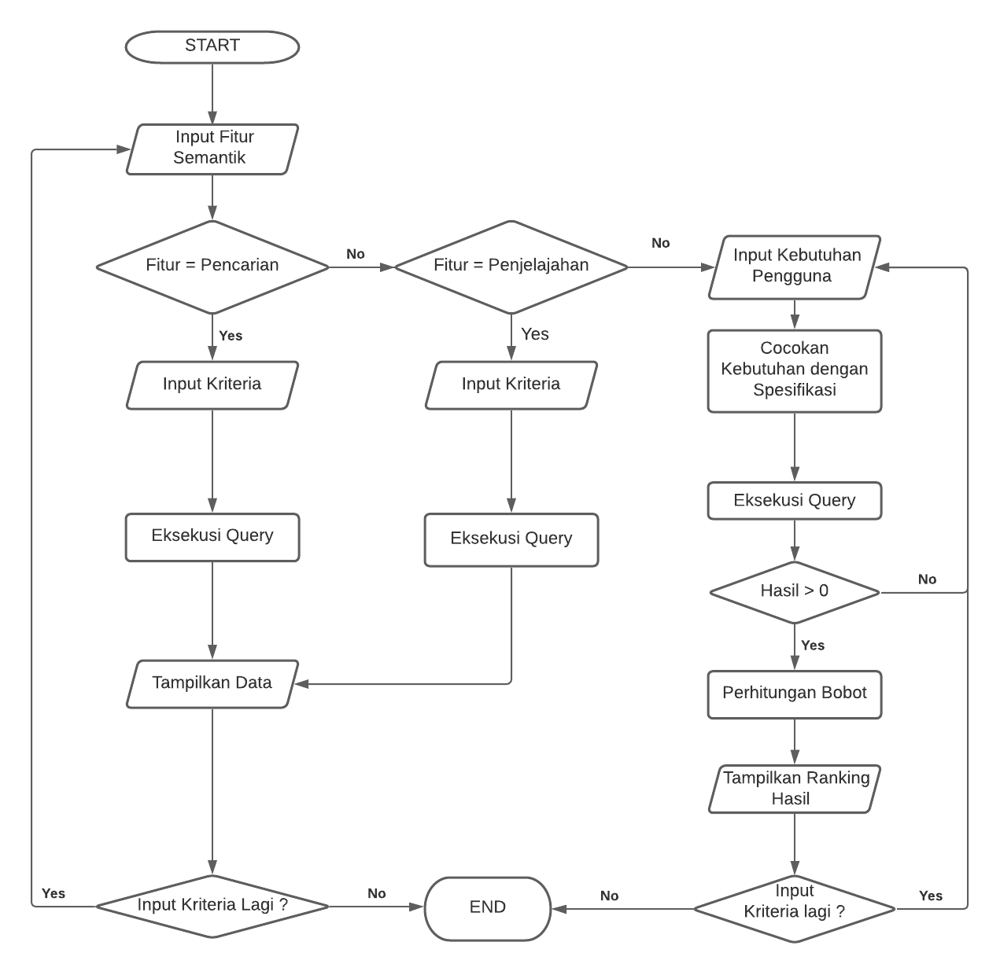 START
Input Fitur
Semantik
Fitur = Pencarian
No
Fitur = Penjelajahan
No
Input Kebutuhan
Pengguna
Yes
Yes
Input Kriteria
Input Kriteria
Cocokan
Kebutuhan dengan
Spesifikasi
Eksekusi Query
Eksekusi Query
Eksekusi Query
Hasil > 0
No
Yes
Tampilkan Data
Perhitungan Bobot
Tampilkan Ranking
Hasil
Yes
Input Kriteria Lagi ?
No
END
No
Input
Kriteria lagi ?
Yes